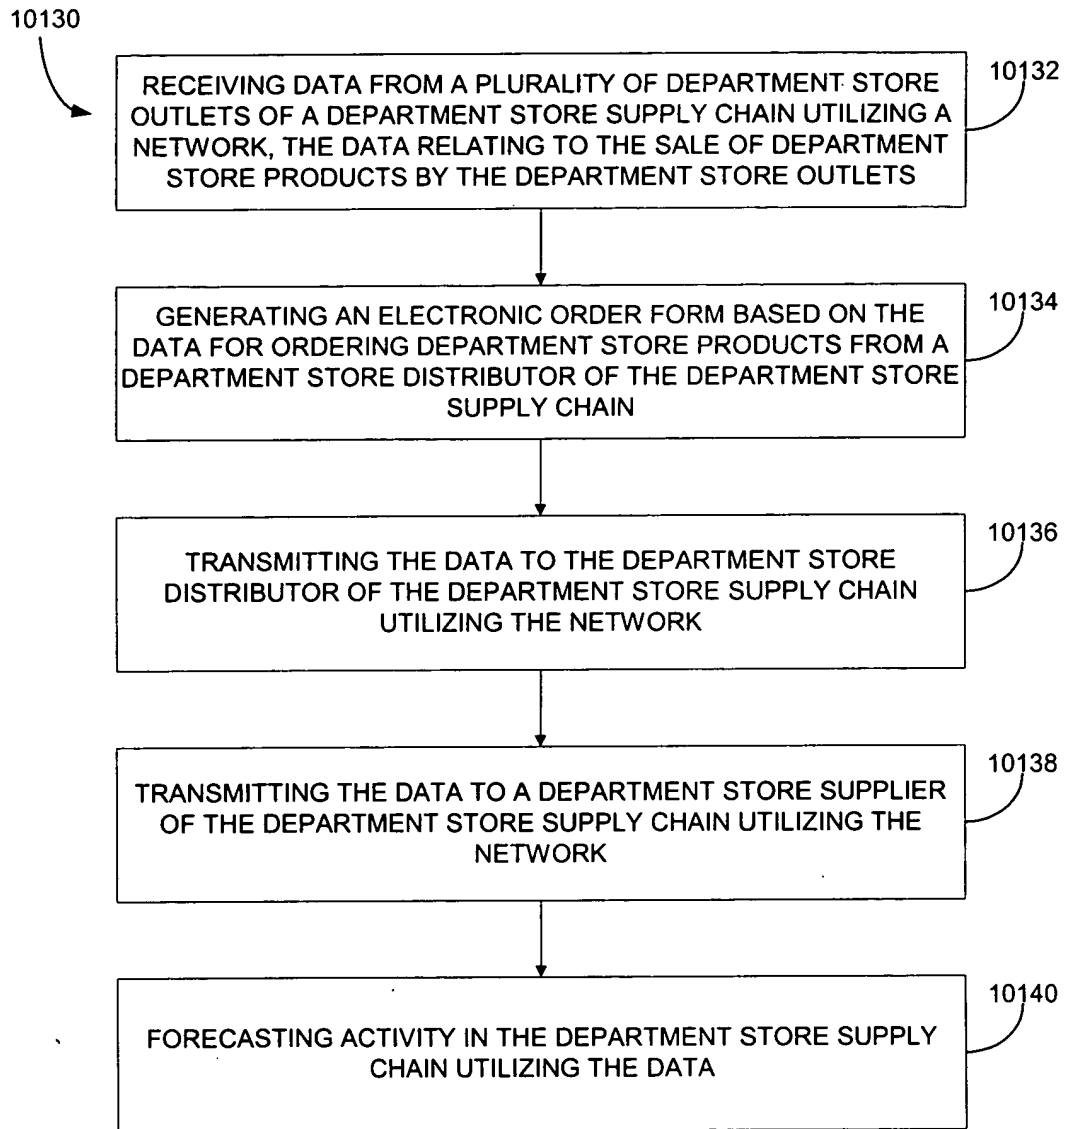 10130
RECEIVING DATA FROM A PLURALITY OF DEPARTMENT STORE
OUTLETS OF A DEPARTMENT STORE SUPPLY CHAIN UTILIZING A
NETWORK, THE DATA RELATING TO THE SALE OF DEPARTMENT
STORE PRODUCTS BY THE DEPARTMENT STORE OUTLETS
10132
GENERATING AN ELECTRONIC ORDER FORM BASED ON THE
DATA FOR ORDERING DEPARTMENT STORE PRODUCTS FROM A
DEPARTMENT STORE DISTRIBUTOR OF THE DEPARTMENT STORE
SUPPLY CHAIN
10134
TRANSMITTING THE DATA TO THE DEPARTMENT STORE
DISTRIBUTOR OF THE DEPARTMENT STORE SUPPLY CHAIN
UTILIZING THE NETWORK
10136
TRANSMITTING THE DATA TO A DEPARTMENT STORE SUPPLIER
OF THE DEPARTMENT STORE SUPPLY CHAIN UTILIZING THE
NETWORK
10138
FORECASTING ACTIVITY IN THE DEPARTMENT STORE SUPPLY
CHAIN UTILIZING THE DATA
10140